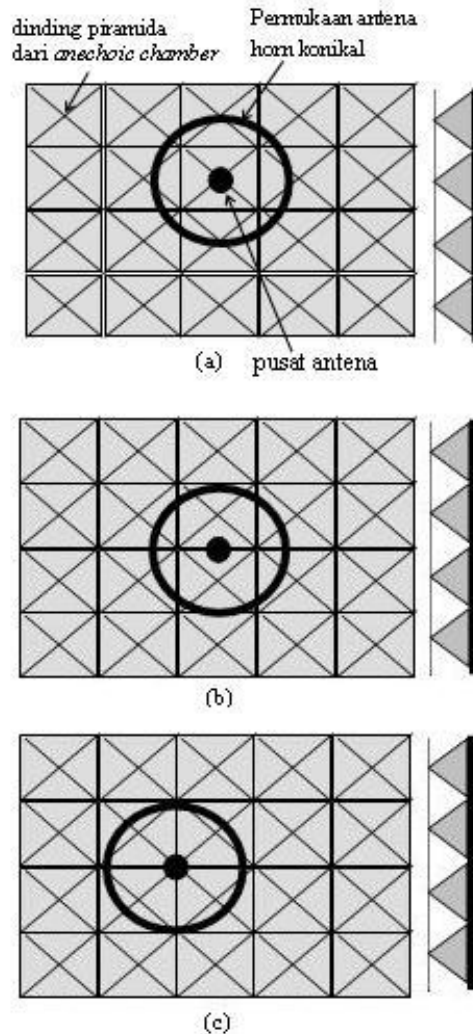 dinding piramida
dari anechoic chamber
Permukaan antena
horn konikal
(a)
pusat antena
(b)
(c)